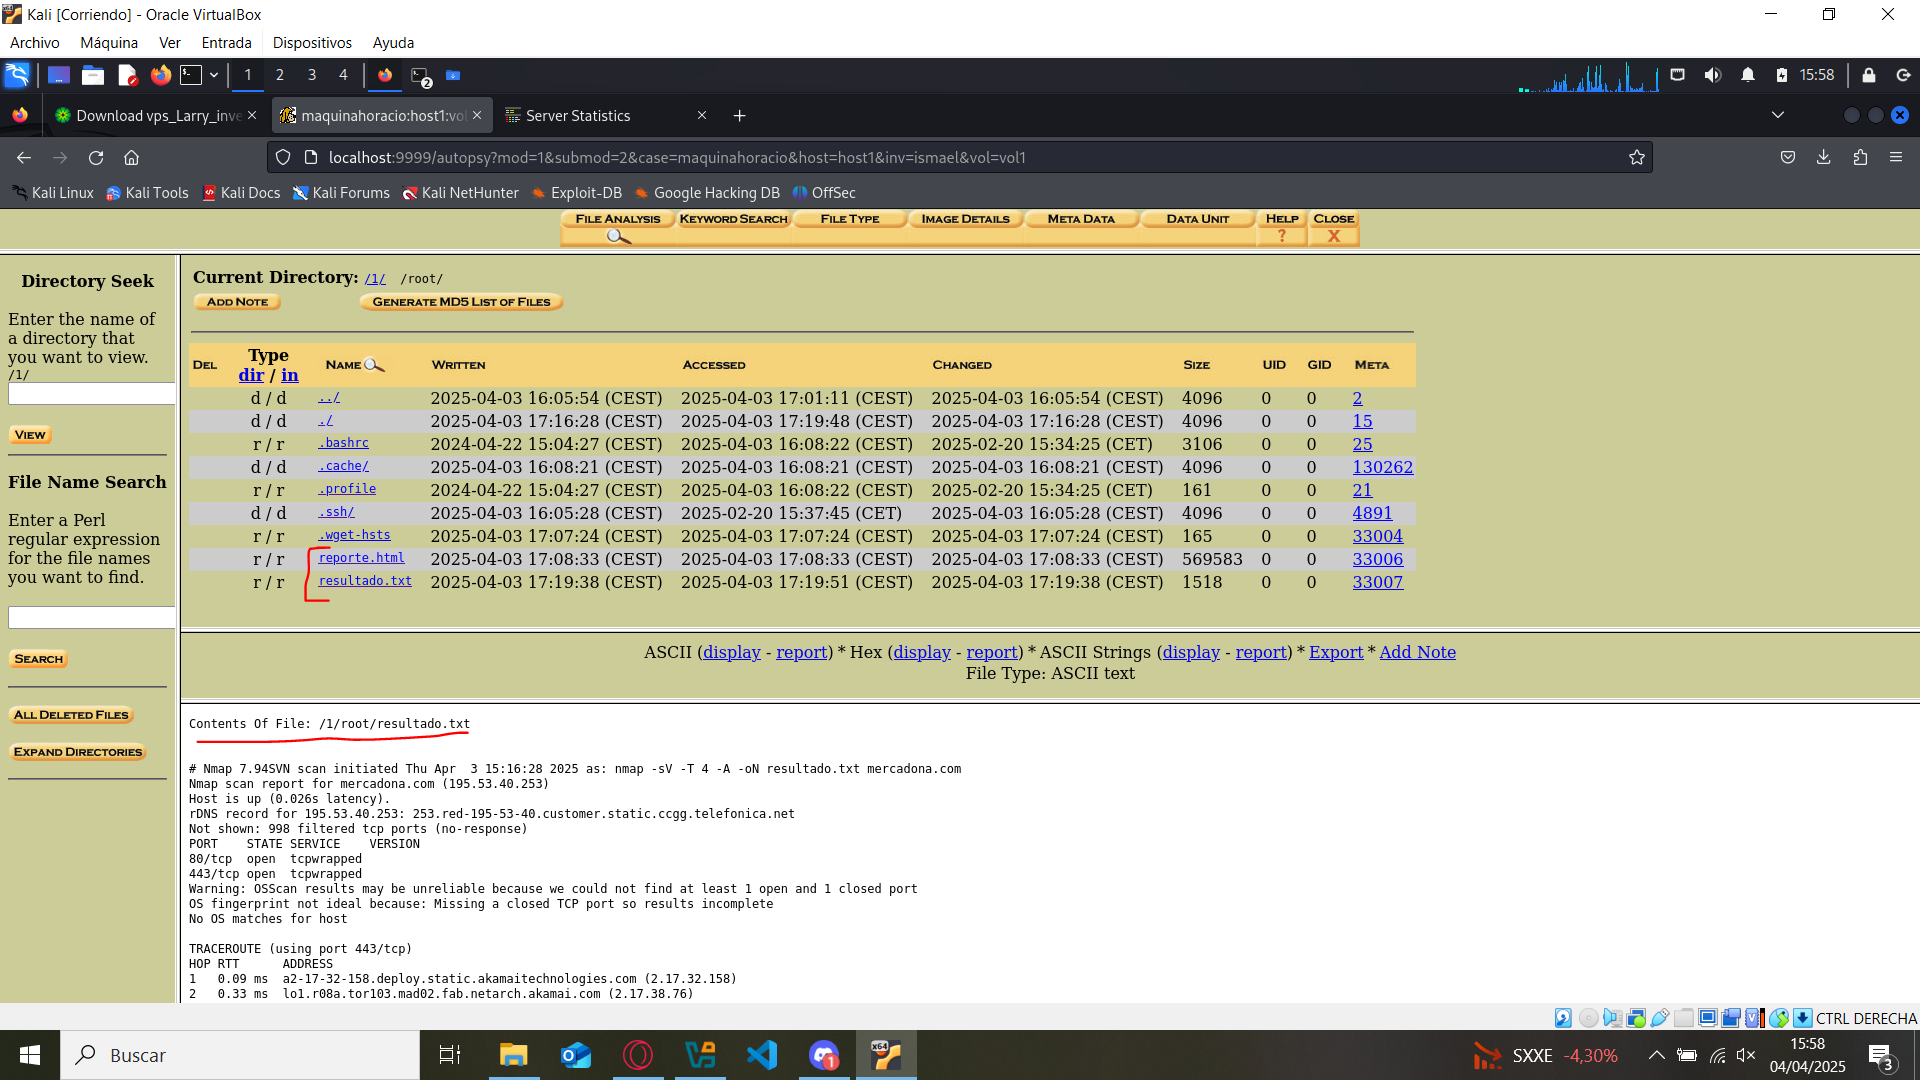 Kali [Corriendo] - Oracle VirtualBox
Archivo Máquina Ver Entrada Dispositivos Ayuda
1 2 3 4 2 15:58
Download vps_Larry_inve maquinahoracio:host1:vol Server Statistics
localhost:9999/autopsy?mod=1&submod=2&case=maquinahoracio&host=host1&inv=ismael&vol=vol1
Kali Linux Kali Tools Kali Docs Kali Forums Kali NetHunter Exploit-DB Google Hacking DB OffSec
FILE ANALYSIS KEYWORD SEARCH FILE TYPE IMAGE DETAILS META DATA DATA UNIT HELP CLOSE
? X
Directory Seek
Enter the name of
a directory that
you want to view.
/1/
VIEW
File Name Search
Enter a Perl
regular expression
for the file names
you want to find.
SEARCH
ALL DELETED FILES
EXPAND DIRECTORIES
Current Directory: /1/ /root/
ADD NOTE GENERATE MD5 LIST OF FILES
DEL Type dir / in NAME WRITTEN ACCESSED CHANGED SIZE UID GID META
d / d ../ 2025-04-03 16:05:54 (CEST) 2025-04-03 17:01:11 (CEST) 2025-04-03 16:05:54 (CEST) 4096 0 0 2
d / d ./ 2025-04-03 17:16:28 (CEST) 2025-04-03 17:19:48 (CEST) 2025-04-03 17:16:28 (CEST) 4096 0 0 15
r / r .bashrc 2024-04-22 15:04:27 (CEST) 2025-04-03 16:08:22 (CEST) 2025-02-20 15:34:25 (CET) 3106 0 0 25
d / d .cache/ 2025-04-03 16:08:21 (CEST) 2025-04-03 16:08:21 (CEST) 2025-04-03 16:08:21 (CEST) 4096 0 0 130262
r / r .profile 2024-04-22 15:04:27 (CEST) 2025-04-03 16:08:22 (CEST) 2025-02-20 15:34:25 (CET) 161 0 0 21
d / d .ssh/ 2025-04-03 16:05:28 (CEST) 2025-02-20 15:37:45 (CET) 2025-04-03 16:05:28 (CEST) 4096 0 0 4891
r / r .wget-hsts 2025-04-03 17:07:24 (CEST) 2025-04-03 17:07:24 (CEST) 2025-04-03 17:07:24 (CEST) 165 0 0 33004
r / r reporte.html 2025-04-03 17:08:33 (CEST) 2025-04-03 17:08:33 (CEST) 2025-04-03 17:08:33 (CEST) 569583 0 0 33006
r / r resultado.txt 2025-04-03 17:19:38 (CEST) 2025-04-03 17:19:51 (CEST) 2025-04-03 17:19:38 (CEST) 1518 0 0 33007
ASCII (display - report) * Hex (display - report) * ASCII Strings (display - report) * Export * Add Note
File Type: ASCII text
Contents Of File: /1/root/resultado.txt
# Nmap 7.94SVN scan initiated Thu Apr  3 15:16:28 2025 as: nmap -sV -T 4 -A -oN resultado.txt mercadona.com
Nmap scan report for mercadona.com (195.53.40.253)
Host is up (0.026s latency).
rDNS record for 195.53.40.253: 253.red-195-53-40.customer.static.ccgg.telefonica.net
Not shown: 998 filtered tcp ports (no-response)
PORT    STATE SERVICE    VERSION
80/tcp  open  tcpwrapped
443/tcp open  tcpwrapped
Warning: OSScan results may be unreliable because we could not find at least 1 open and 1 closed port
OS fingerprint not ideal because: Missing a closed TCP port so results incomplete
No OS matches for host
TRACEROUTE (using port 443/tcp)
HOP RTT      ADDRESS
1   0.09 ms  a2-17-32-158.deploy.static.akamaitechnologies.com (2.17.32.158)
2   0.33 ms  lo1.r08a.tor103.mad02.fab.netarch.akamai.com (2.17.38.76)
CTRL DERECHA
Buscar
1
x64
SXXE -4,30%
15:58
04/04/2025
3